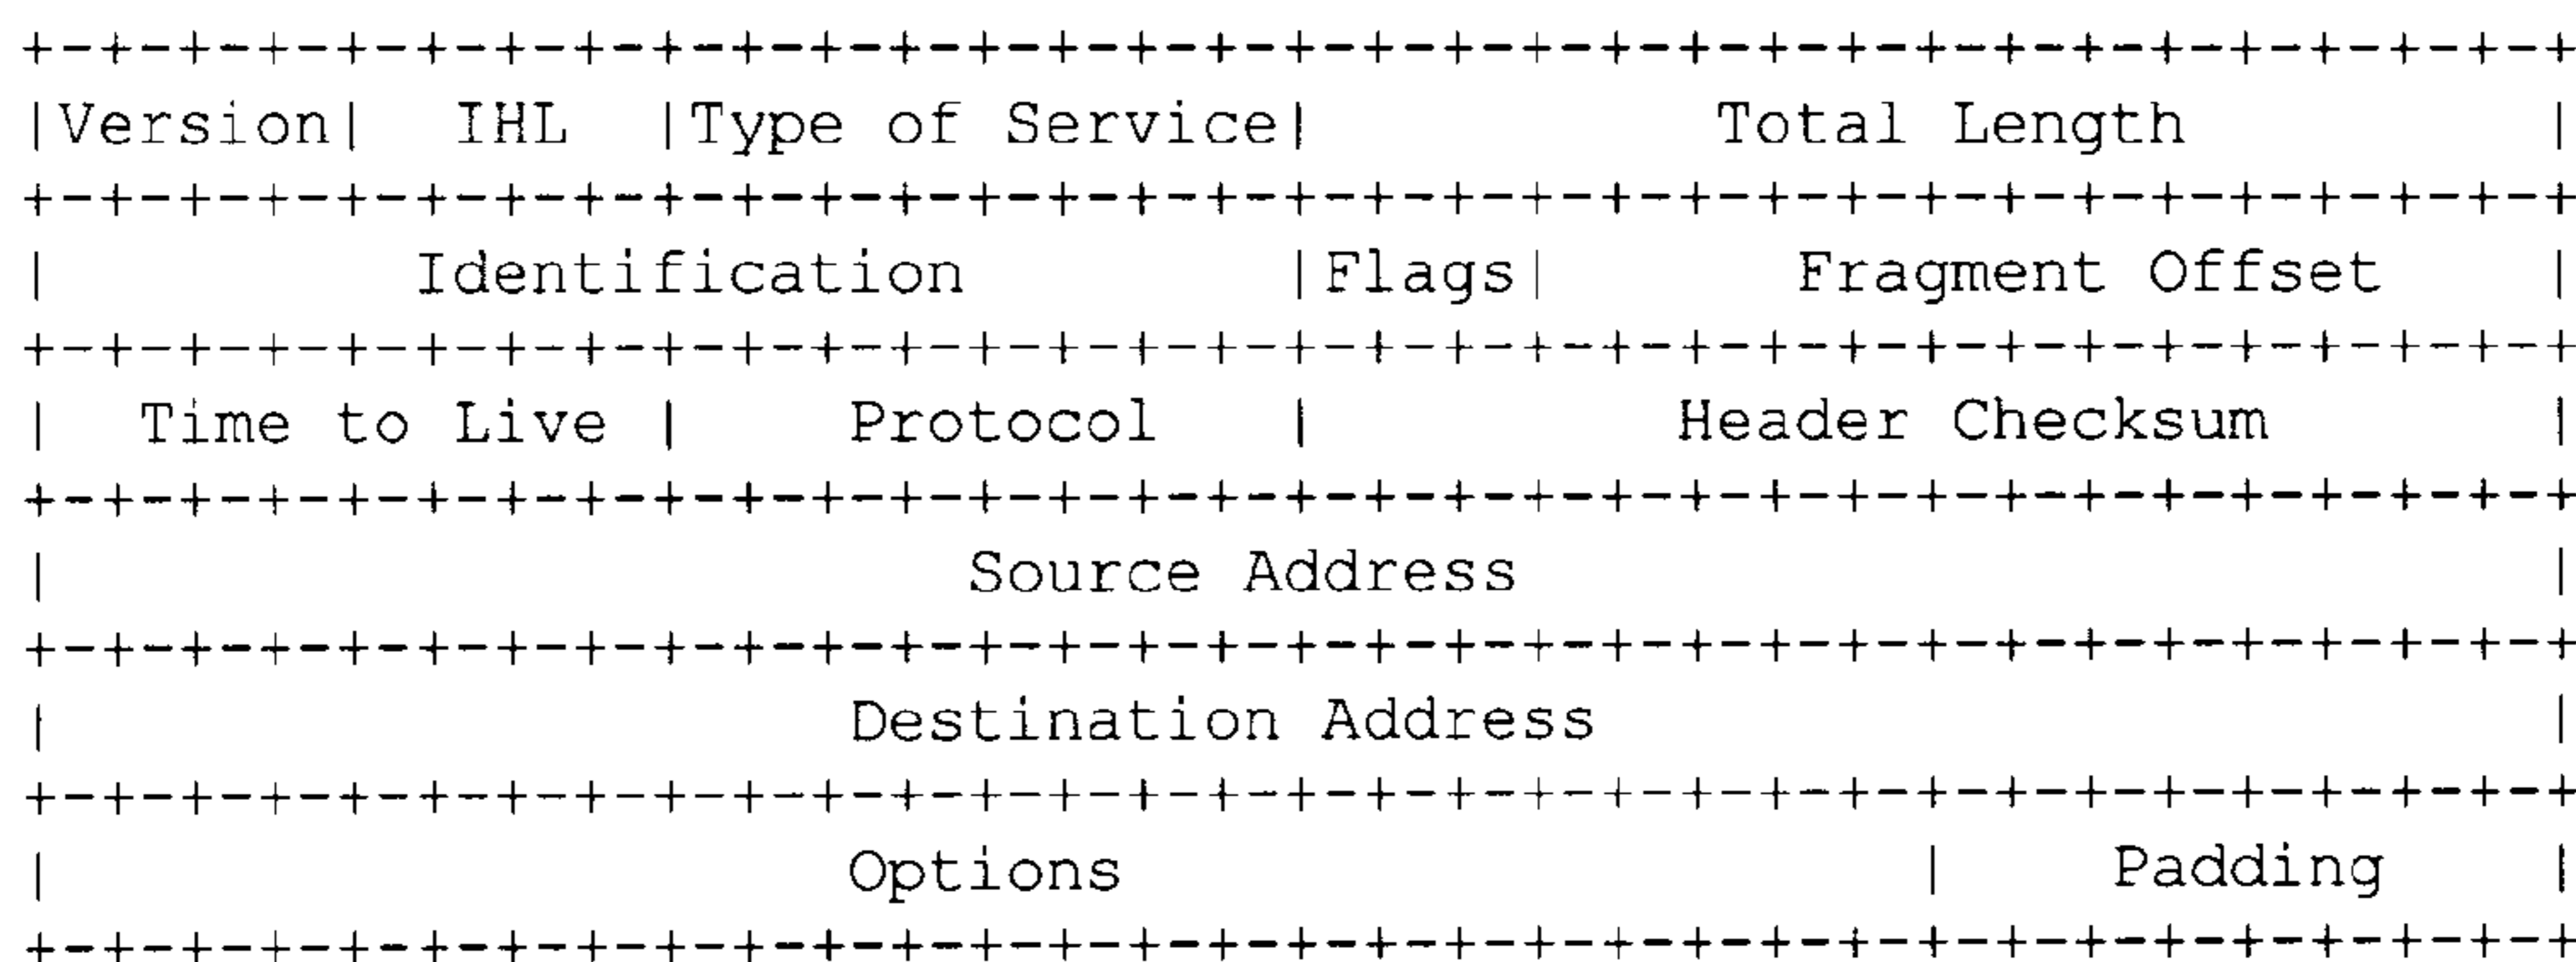 +-+-+-+-+-+-+-+-+-+-+-+-+-+-+-+-+-+-+-+-+-+-+-+-+-+-+-+-+-+-+-+-+
|Version|  IHL  |Type of Service|          Total Length         |
+-+-+-+-+-+-+-+-+-+-+-+-+-+-+-+-+-+-+-+-+-+-+-+-+-+-+-+-+-+-+-+-+
|         Identification        |Flags|      Fragment Offset    |
+-+-+-+-+-+-+-+-+-+-+-+-+-+-+-+-+-+-+-+-+-+-+-+-+-+-+-+-+-+-+-+-+
|  Time to Live |    Protocol   |         Header Checksum       |
+-+-+-+-+-+-+-+-+-+-+-+-+-+-+-+-+-+-+-+-+-+-+-+-+-+-+-+-+-+-+-+-+
|                       Source Address                          |
+-+-+-+-+-+-+-+-+-+-+-+-+-+-+-+-+-+-+-+-+-+-+-+-+-+-+-+-+-+-+-+-+
|                    Destination Address                        |
+-+-+-+-+-+-+-+-+-+-+-+-+-+-+-+-+-+-+-+-+-+-+-+-+-+-+-+-+-+-+-+-+
|                    Options                    |    Padding    |
+-+-+-+-+-+-+-+-+-+-+-+-+-+-+-+-+-+-+-+-+-+-+-+-+-+-+-+-+-+-+-+-+